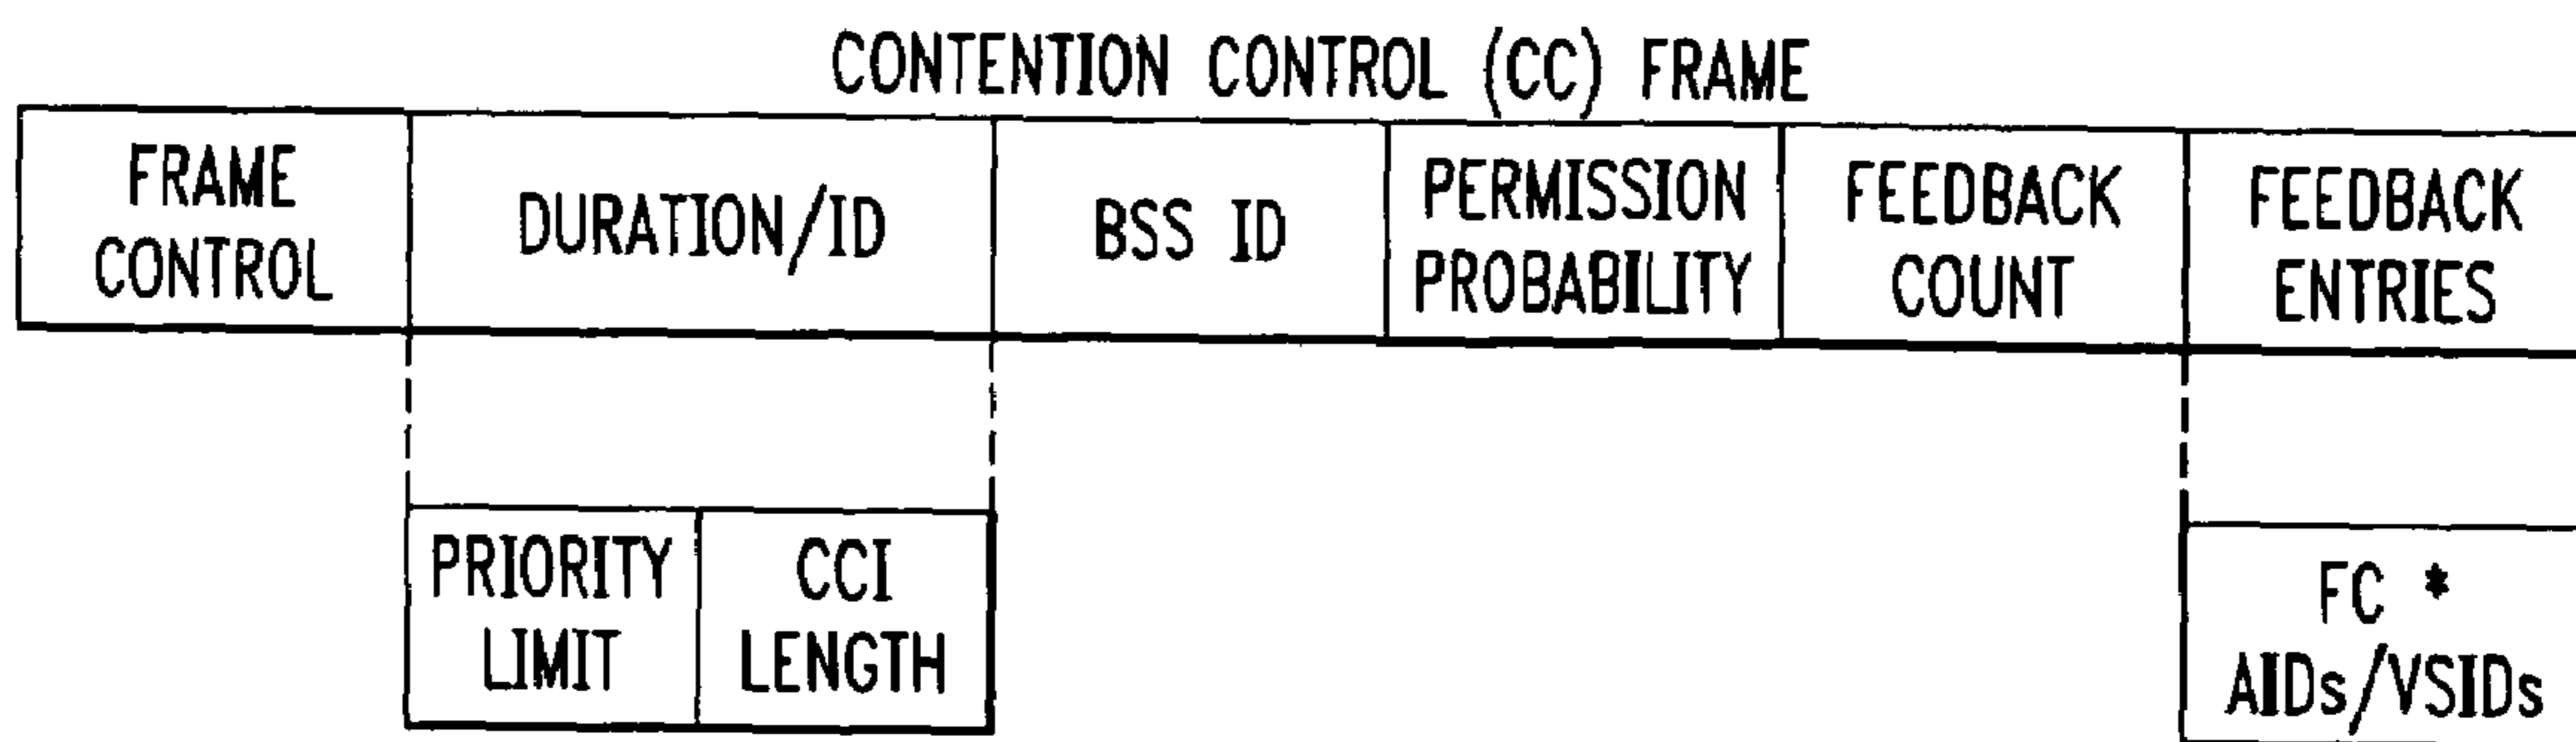 CONTENTION CONTROL (CC) FRAME
FRAME
CONTROL
DURATION/ID
BSS ID
PERMISSION
PROBABILITY
FEEDBACK
COUNT
FEEDBACK
ENTRIES
PRIORITY
LIMIT
CCI
LENGTH
FC *
AIDs/VSIDs